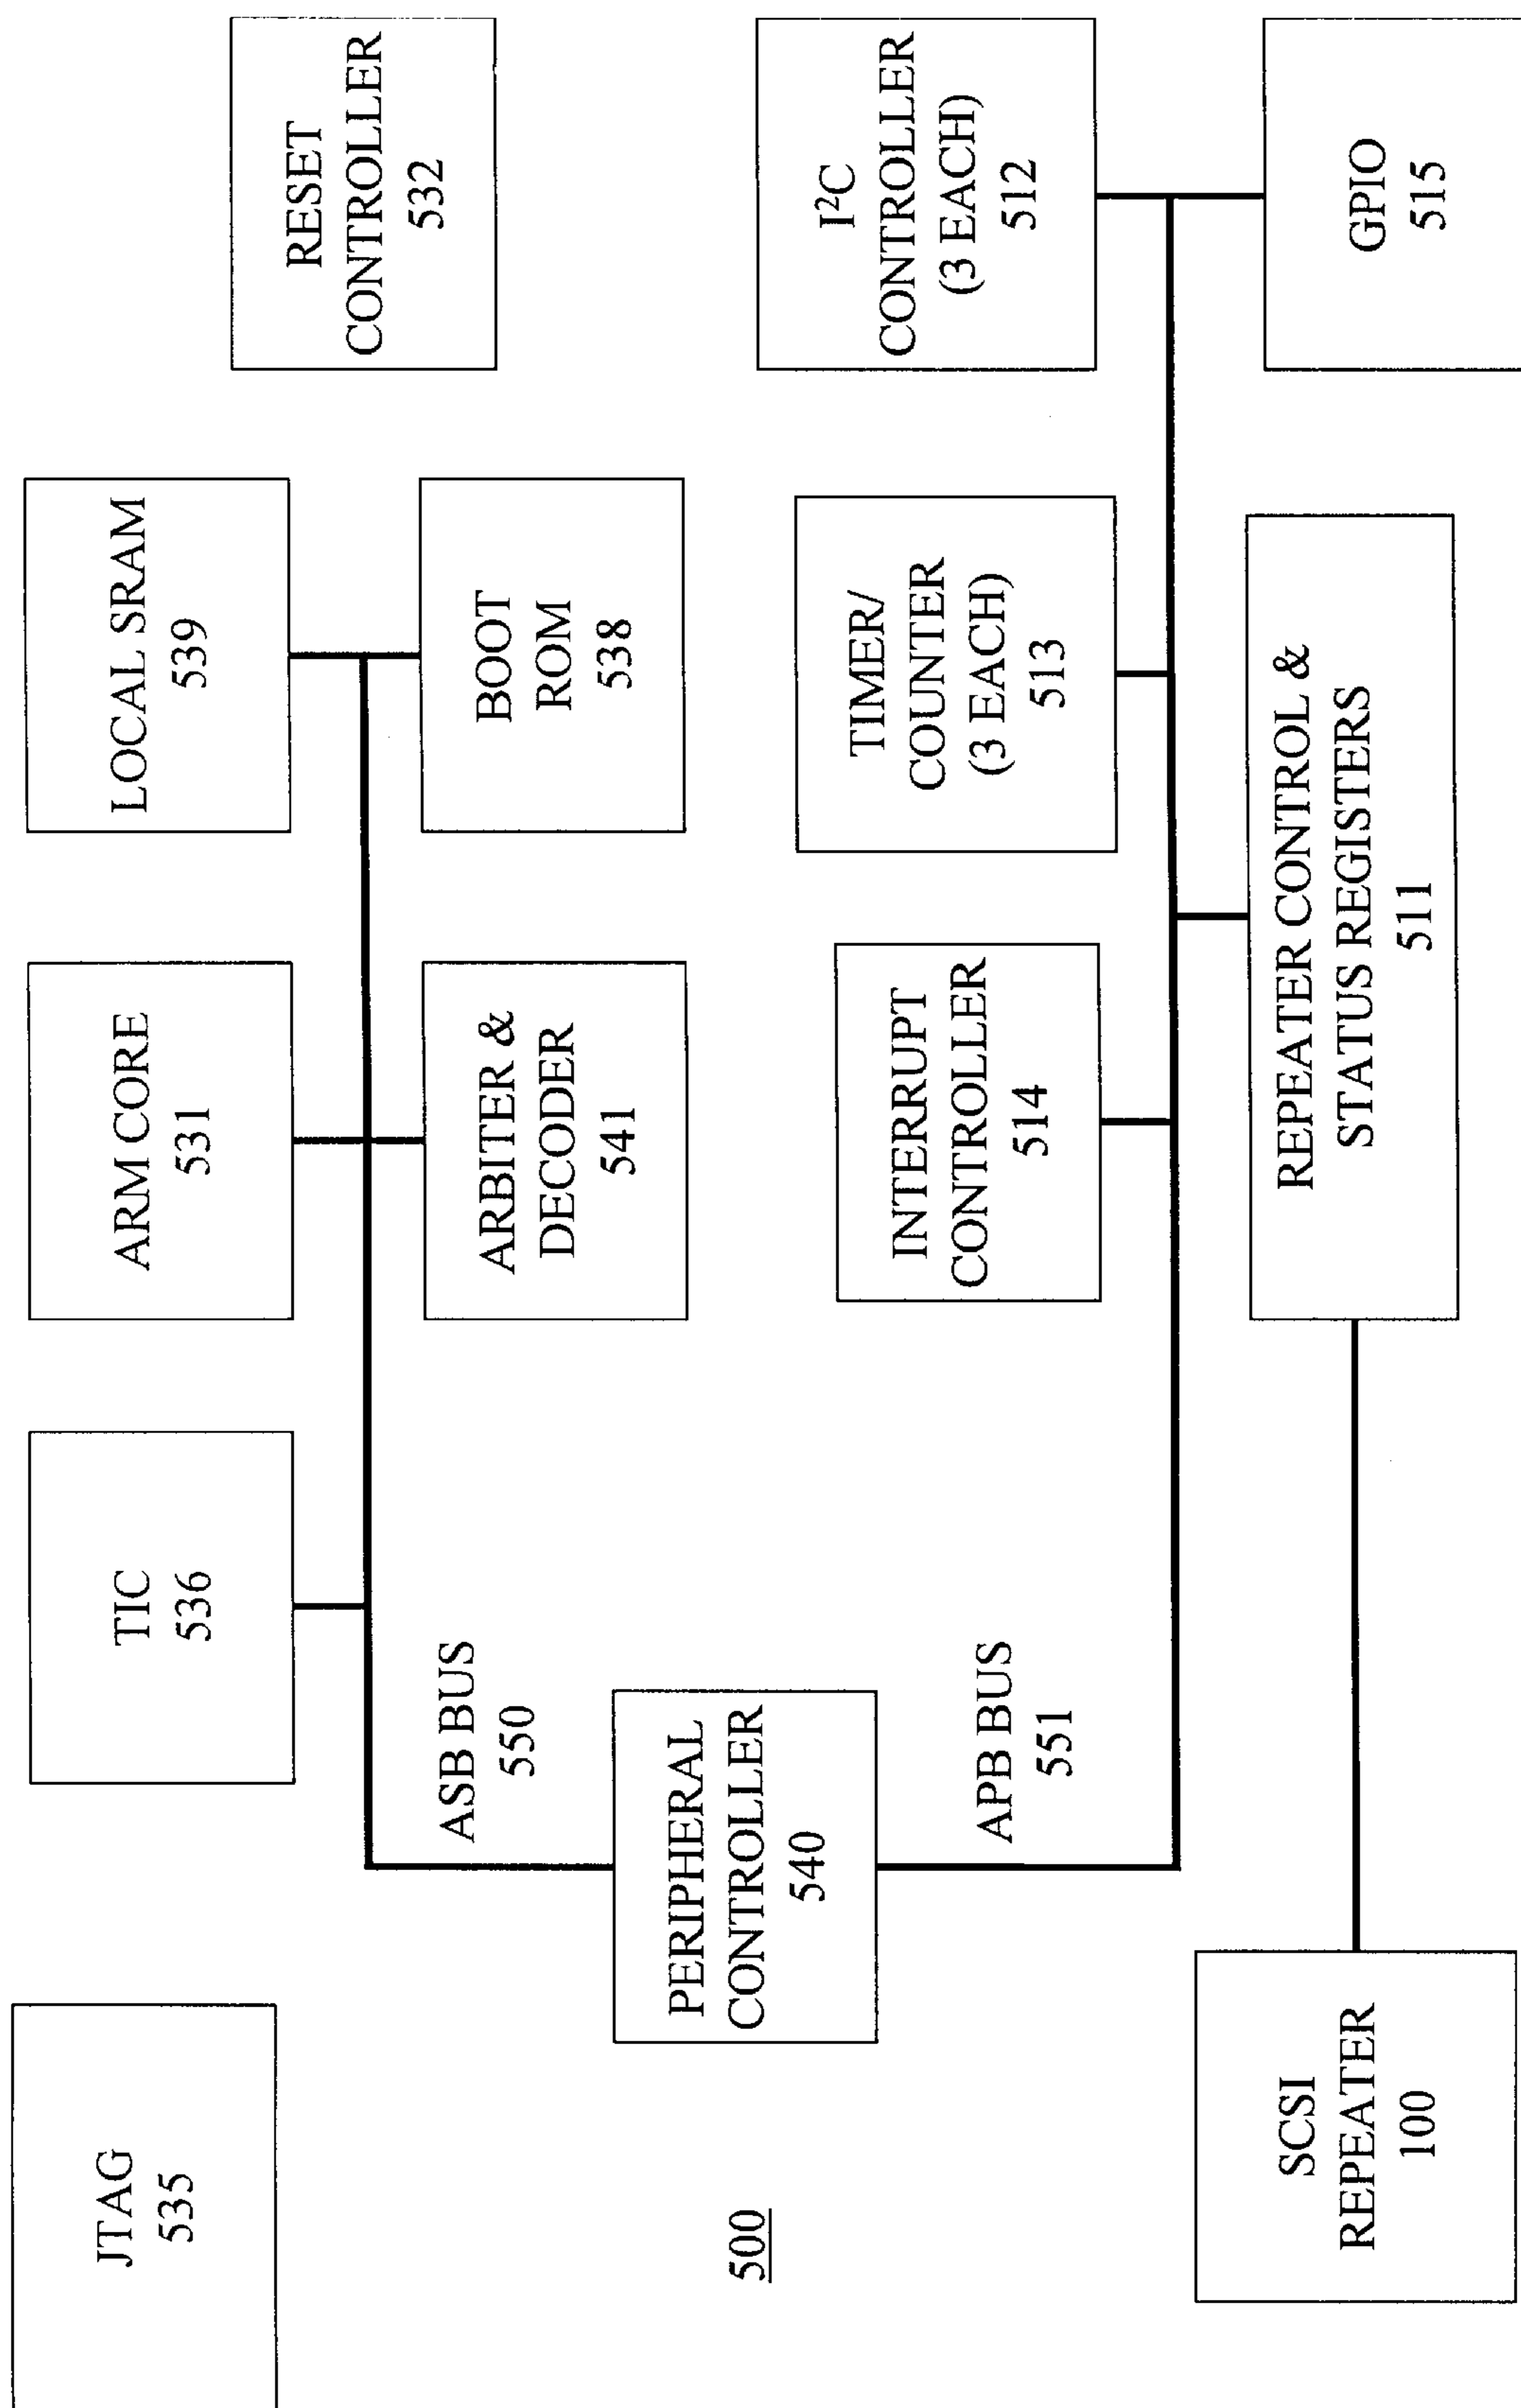 JTAG
535
TIC
536
ARM CORE
531
LOCAL SRAM
539
RESET
CONTROLLER
532
ASB BUS
550
ARBITER &
DECODER
541
BOOT
ROM
538
500
PERIPHERAL
CONTROLLER
540
APB BUS
551
INTERRUPT
CONTROLLER
514
TIMER/
COUNTER
(3 EACH)
513
I²C
CONTROLLER
(3 EACH)
512
SCSI
REPEATER
100
REPEATER CONTROL &
STATUS REGISTERS
511
GPIO
515